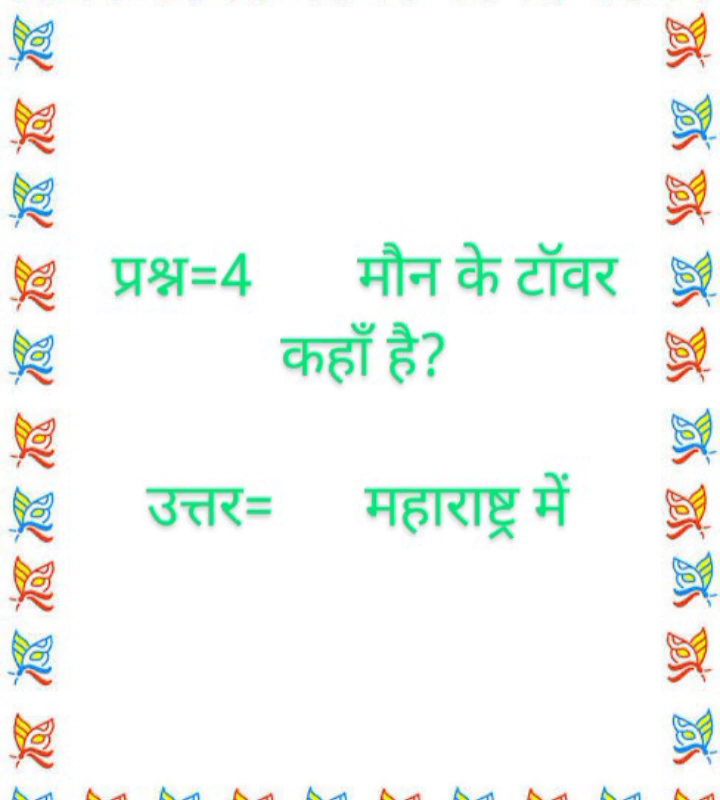 प्रश्न=4 मौन के टॉवर
कहाँ है?
उत्तर= महाराष्ट्र में